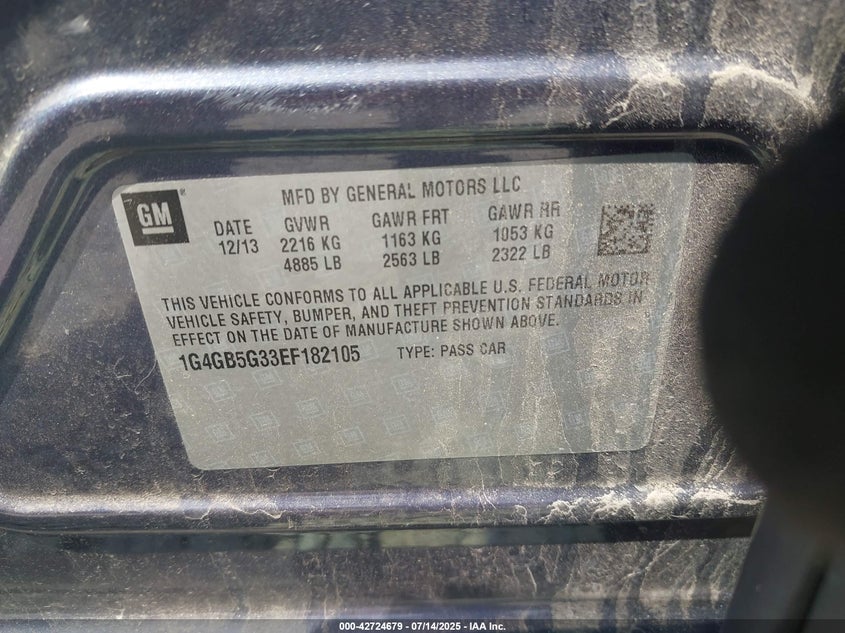 GM
®
MFD BY GENERAL MOTORS LLC
DATE GVWR GAWR FRT GAWR RR
12/13 2216 KG 1163 KG 1053 KG
4885 LB 2563 LB 2322 LB
THIS VEHICLE CONFORMS TO ALL APPLICABLE U.S. FEDERAL MOTOR
VEHICLE SAFETY, BUMPER, AND THEFT PREVENTION STANDARDS IN
EFFECT ON THE DATE OF MANUFACTURE SHOWN ABOVE.
1G4GB5G33EF182105 TYPE: PASS CAR
000-42724679 - 07/14/2025 - IAA Inc.